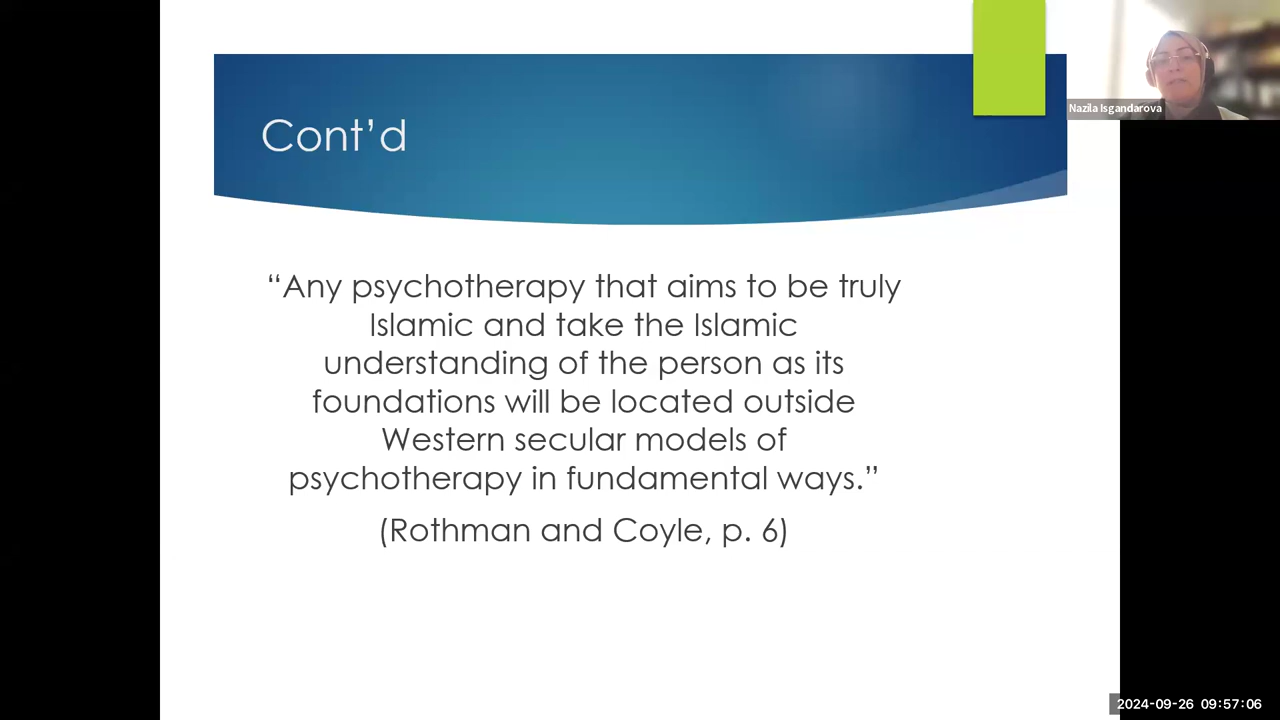 Cont’d
Nazila Isgandarova
“Any psychotherapy that aims to be truly
Islamic and take the Islamic
understanding of the person as its
foundations will be located outside
Western secular models of
psychotherapy in fundamental ways.”
(Rothman and Coyle, p. 6)
2024-09-26 09:57:06